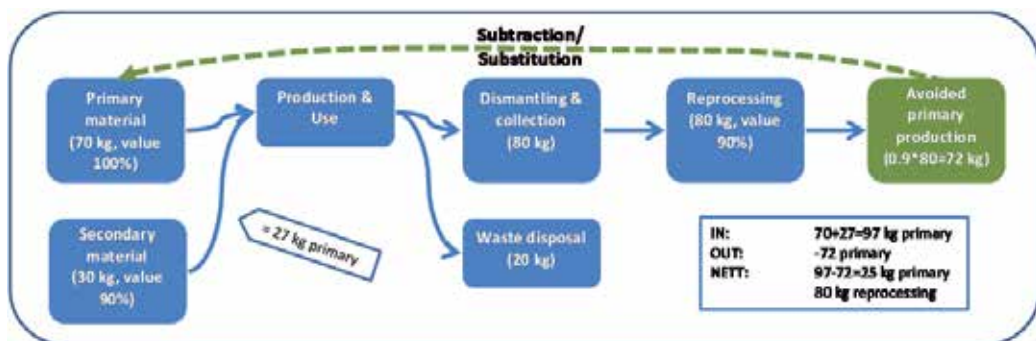 Subtraction/
Substitution
Primary
material
(70 kg, value
100%)
Production &
Use
Dismantling &
collection
(80 kg)
Reprocessing
(80 kg, value
90%)
Avoided
primary
production
(0.9*80=72 kg)
Secondary
material
(30 kg, value
90%)
= 27 kg primary
Waste disposal
(20 kg)
IN: 70+27=97 kg primary
OUT: -72 primary
NETT: 97-72=25 kg primary
80 kg reprocessing